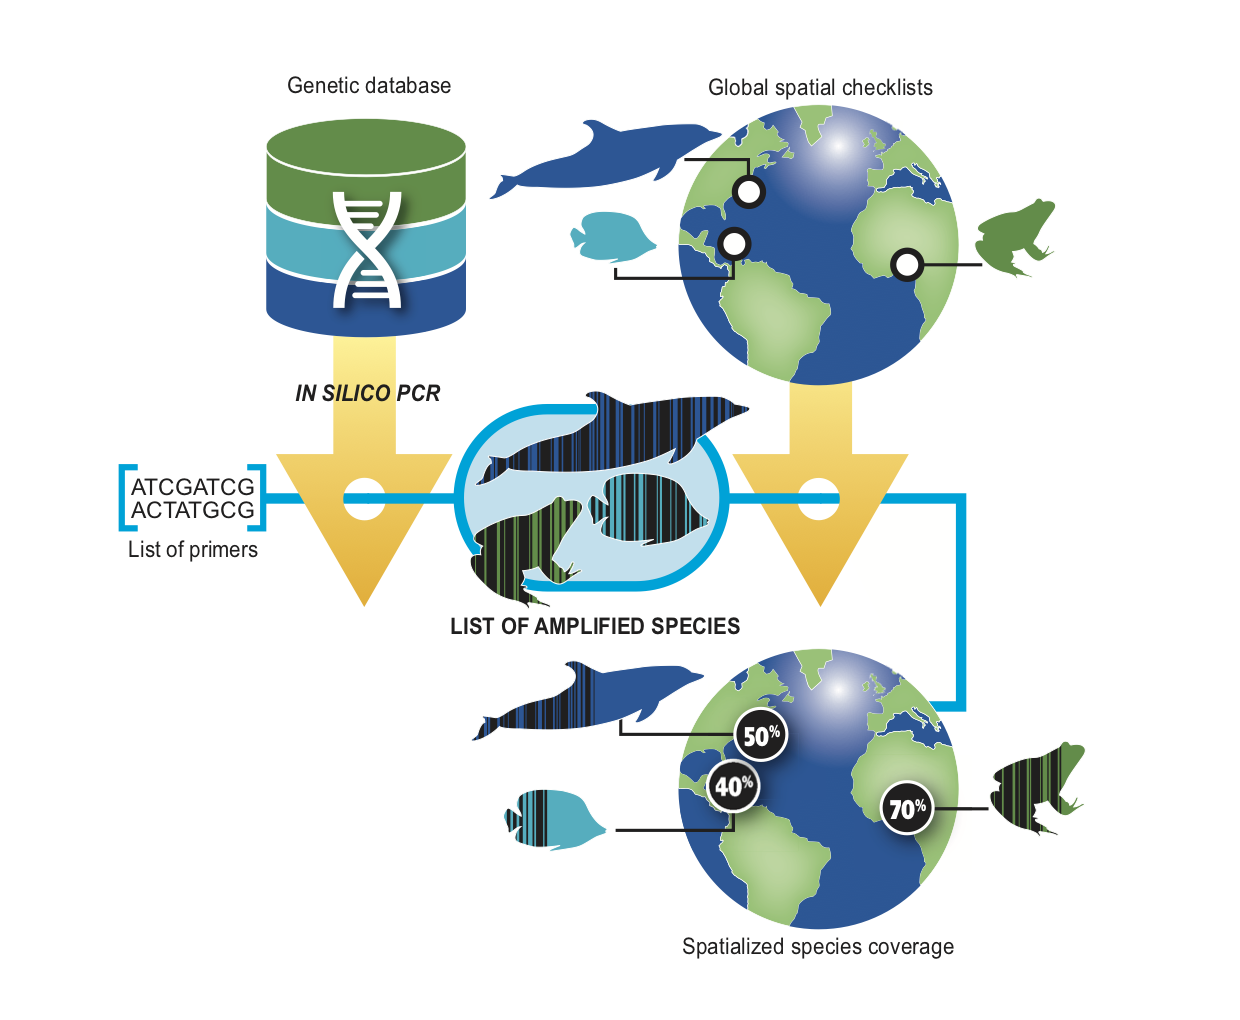 Genetic database
Global spatial checklists
IN SILICO PCR
ATCGATCG
ACTATGCG
List of primers
LIST OF AMPLIFIED SPECIES
50%
40%
70%
Spatialized species coverage